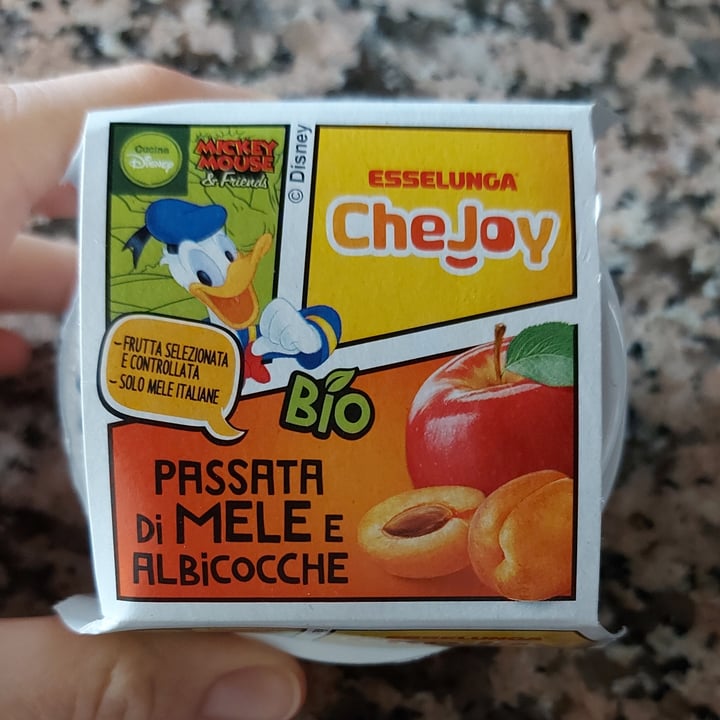 Cucina
Disney
MICKEY
MOUSE
& Friends
© Disney
ESSELUNGA
CheJoy
- FRUTTA SELEZIONATA
E CONTROLLATA
- SOLO MELE ITALIANE
BIO
PASSATA
Di MELE E
ALBiCOCCHE
ESSELUNGA